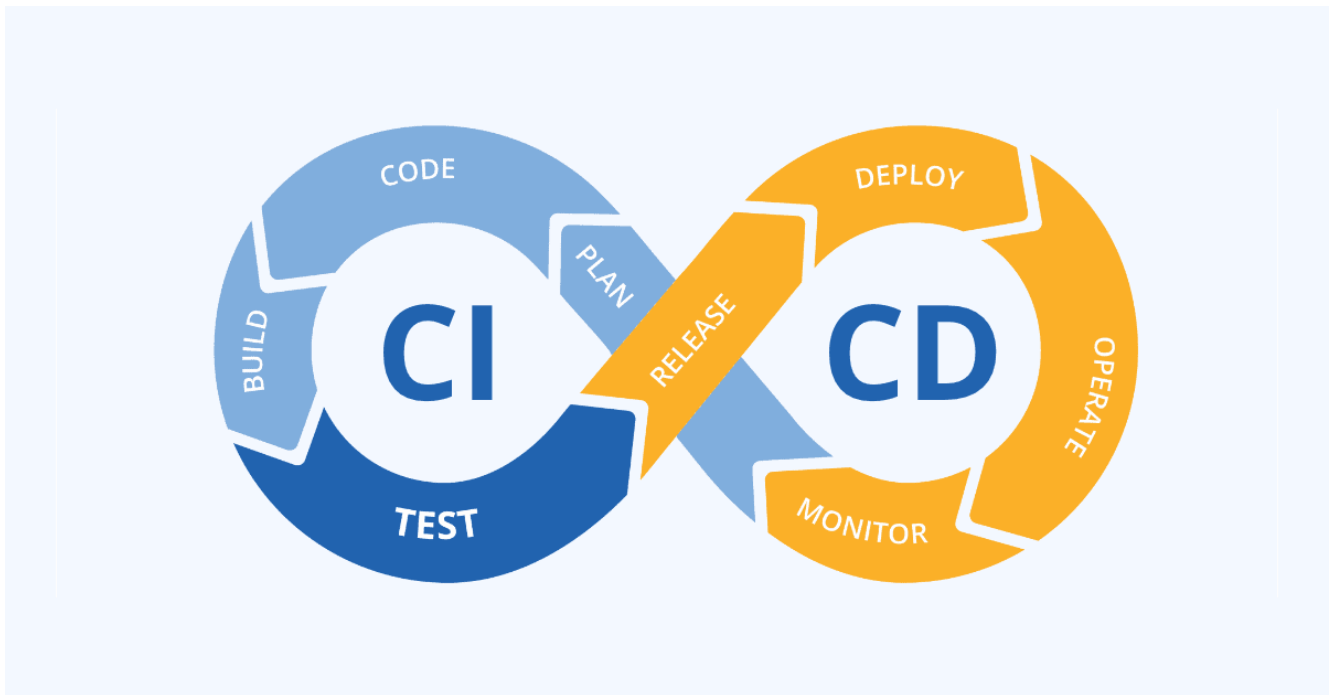 CODE
BUILD
PLAN
CI
TEST
RELEASE
DEPLOY
CD
OPERATE
MONITOR